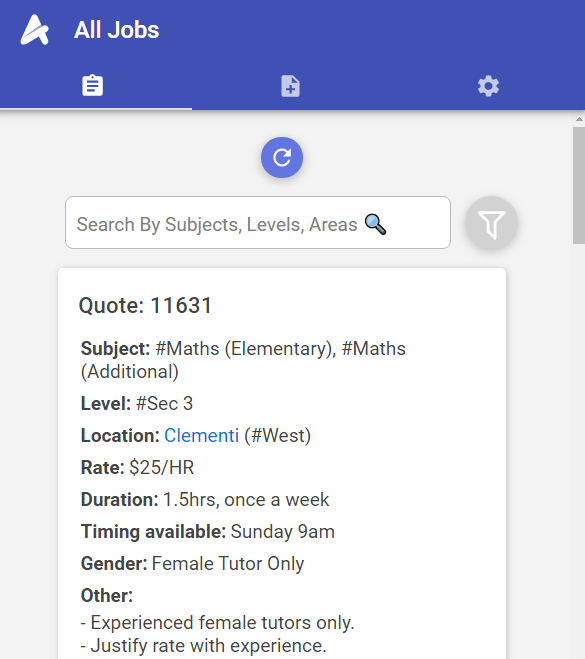 All Jobs
Search By Subjects, Levels, Areas 🔍
Quote: 11631
Subject: #Maths (Elementary), #Maths
(Additional)
Level: #Sec 3
Location: Clementi (#West)
Rate: $25/HR
Duration: 1.5hrs, once a week
Timing available: Sunday 9am
Gender: Female Tutor Only
Other:
- Experienced female tutors only.
- Justify rate with experience.